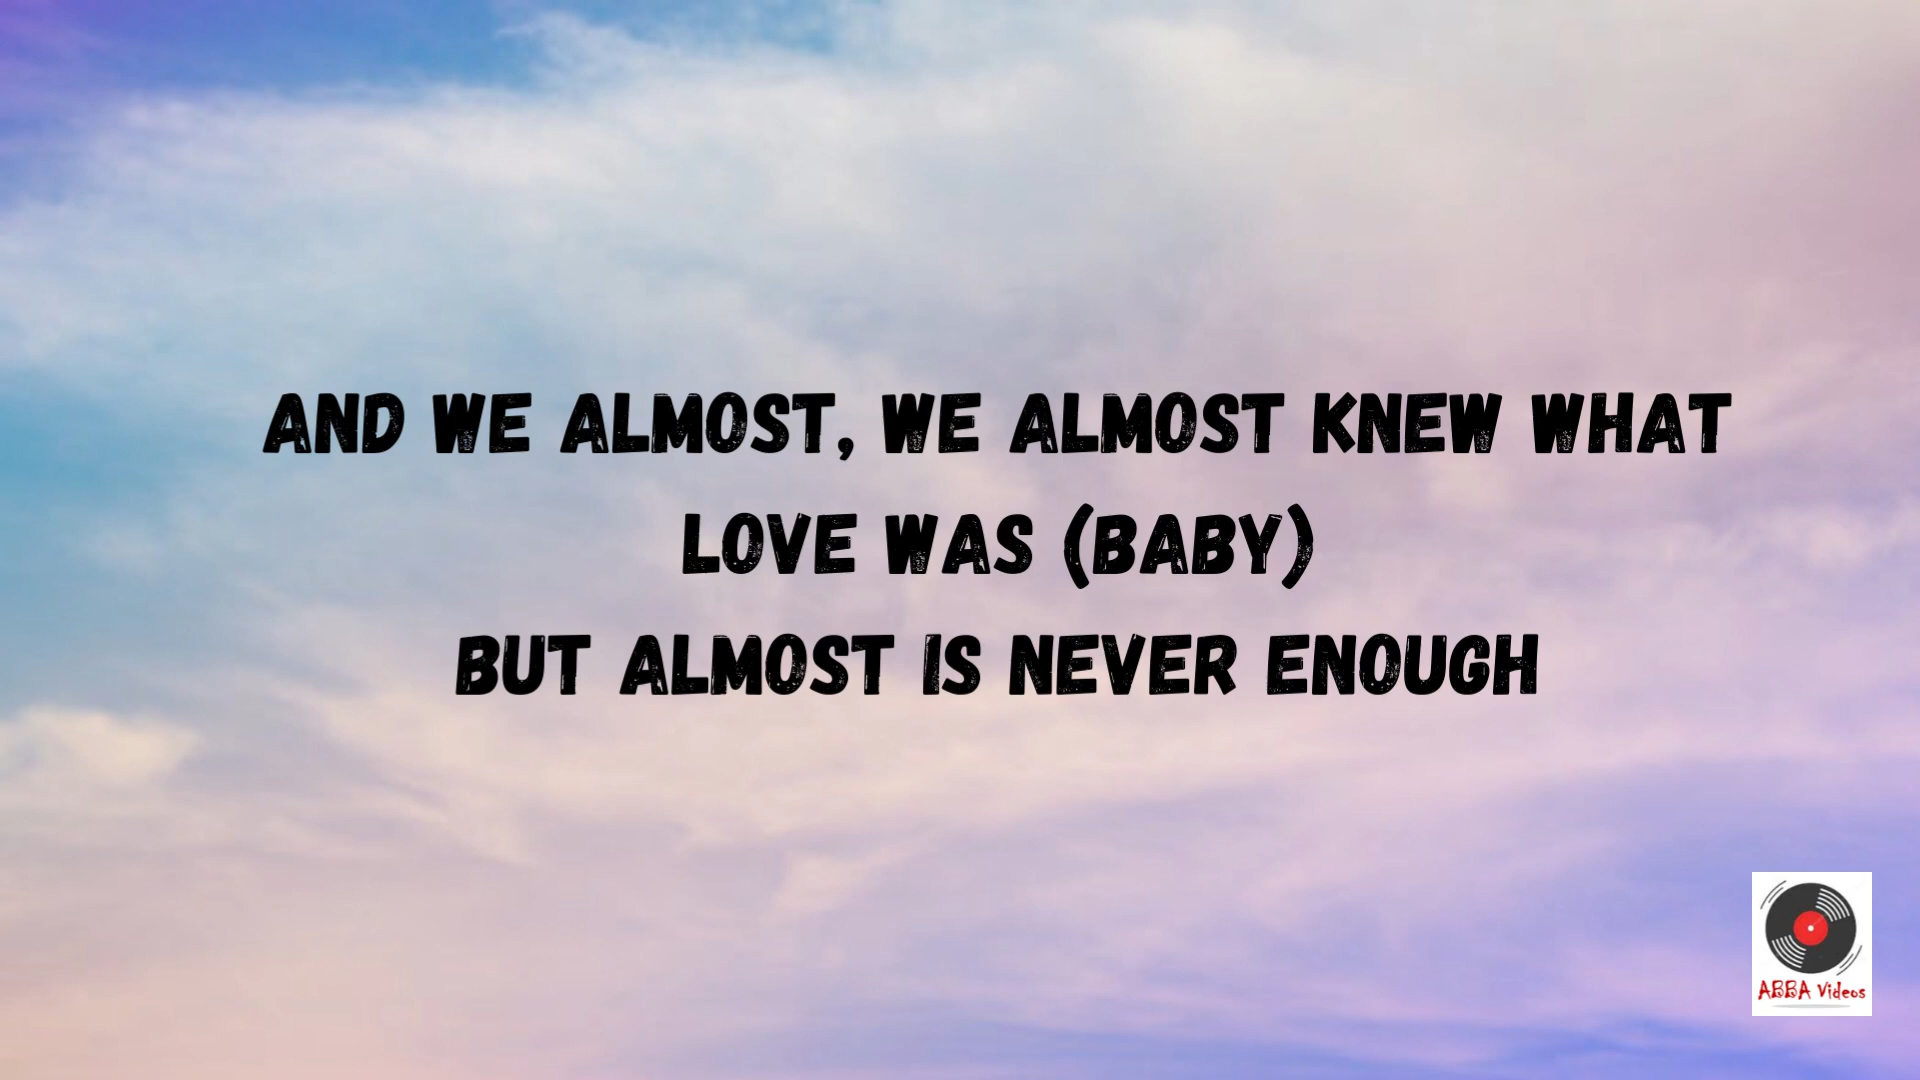 AND WE ALMOST, WE ALMOST KNEW WHAT
LOVE WAS (BABY)
BUT ALMOST IS NEVER ENOUGH
ABBA Videos